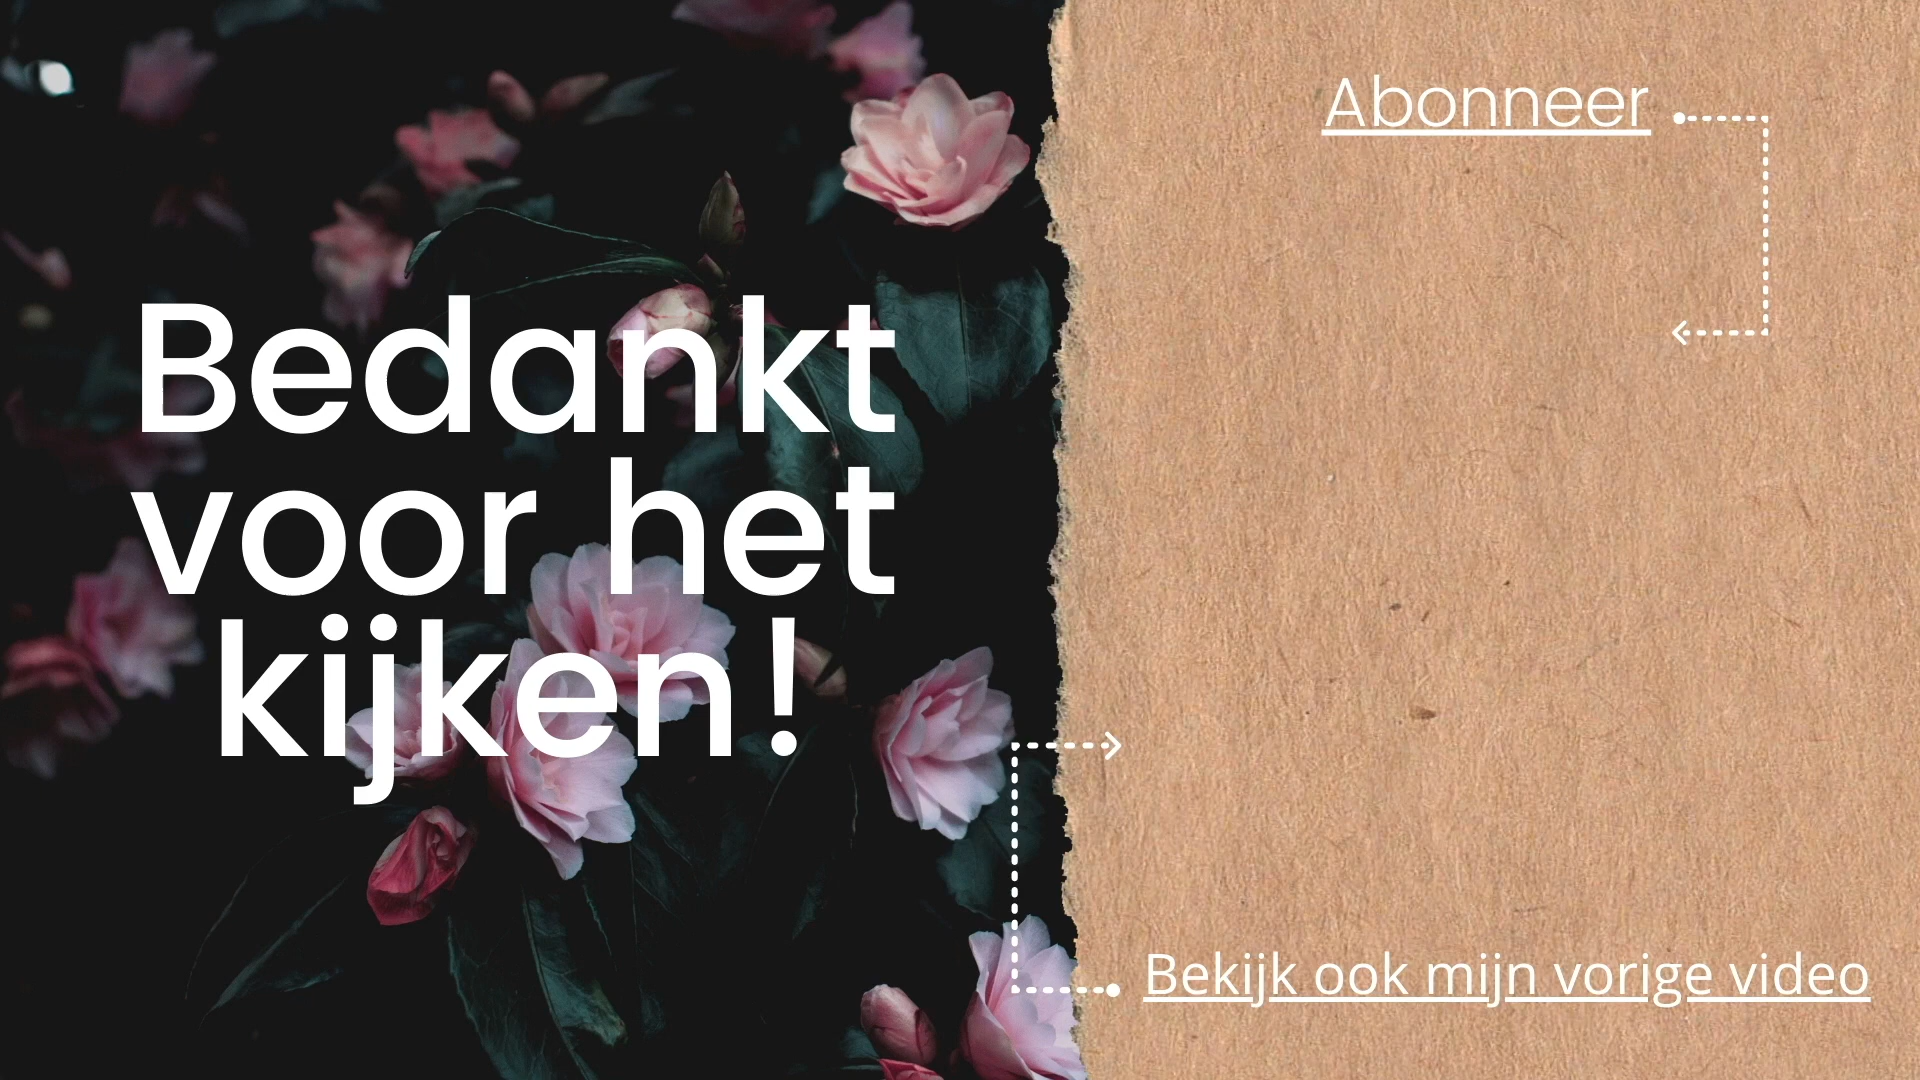 Bedankt
voor het
kijken!
Abonneer
Bekijk ook mijn vorige video